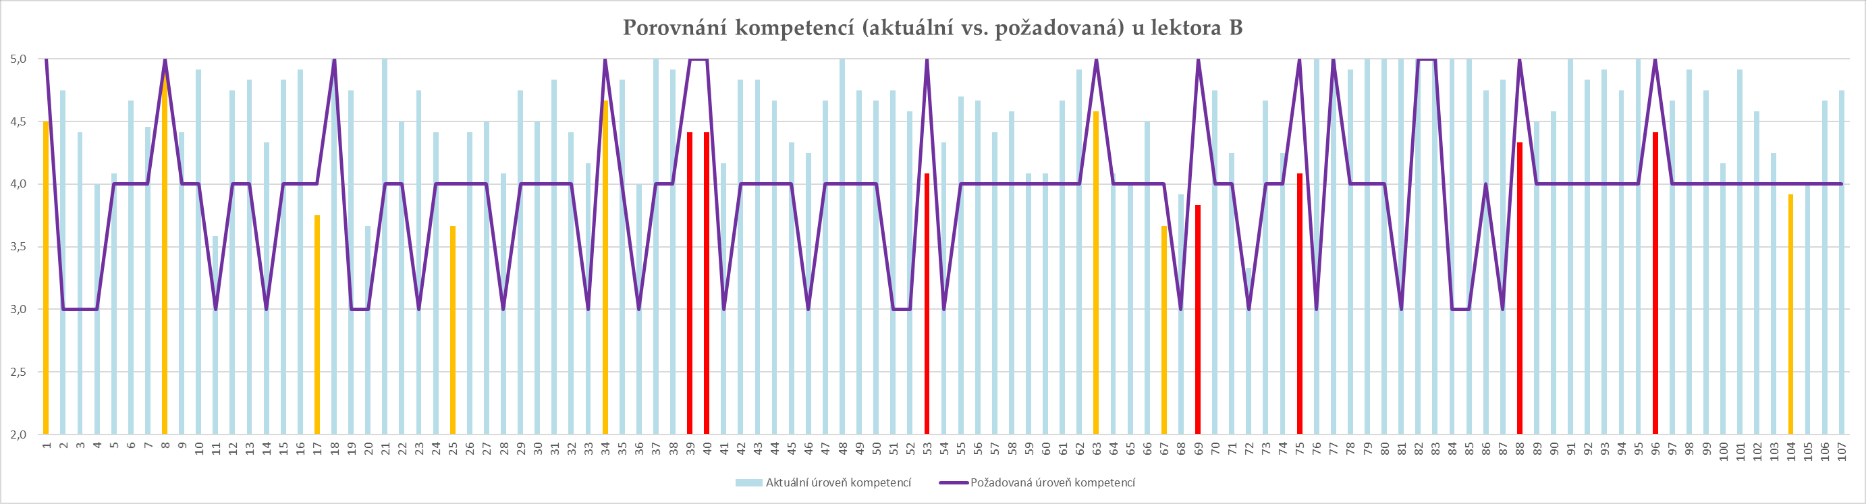 Porovnání kompetencí (aktuální vs. požadovaná) u lektora B
5,0
4,5
4,0
3,5
3,0
2,5
2,0
1 2 3 4 5 6 7 8 9 10 11 12 13 14 15 16 17 18 19 20 21 22 23 24 25 26 27 28 29 30 31 32 33 34 35 36 37 38 39 40 41 42 43 44 45 46 47 48 49 50 51 52 53 54 55 56 57 58 59 60 61 62 63 64 65 66 67 68 69 70 71 72 73 74 75 76 77 78 79 80 81 82 83 84 85 86 87 88 89 90 91 92 93 94 95 96 97 98 99 100 101 102 103 104 105 106 107
Aktuální úroveň kompetencí Požadovaná úroveň kompetencí